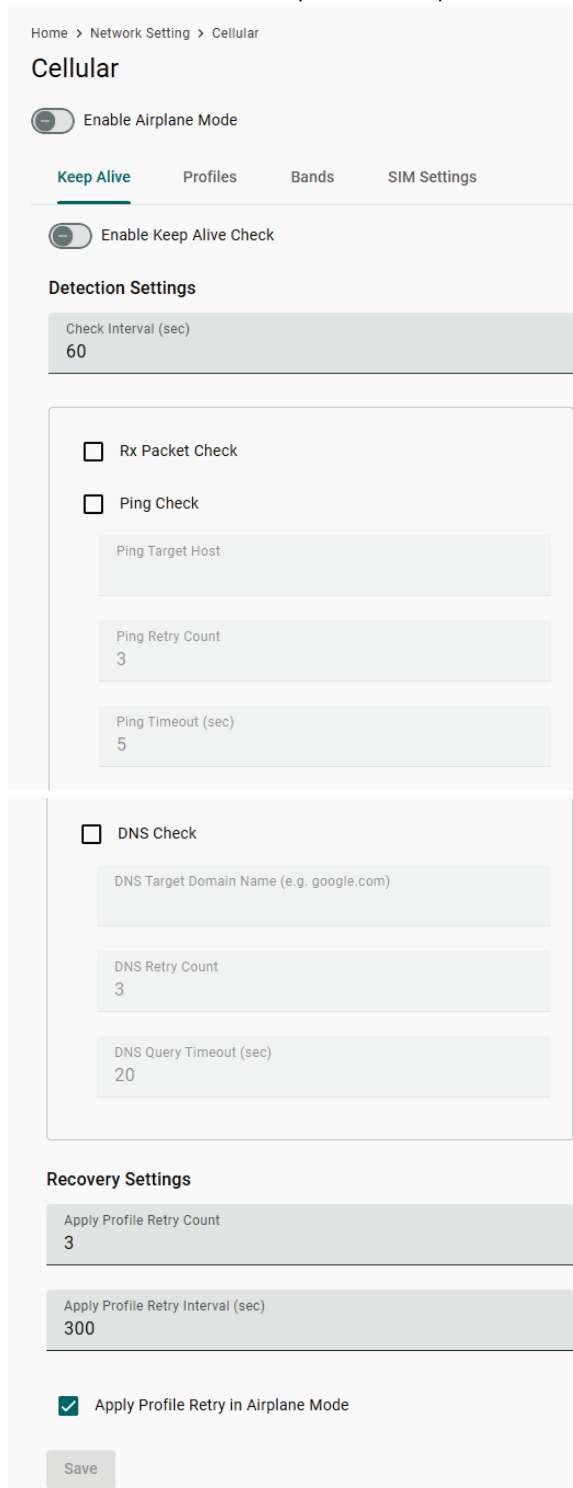 Home > Network Setting > Cellular
Cellular
Enable Airplane Mode
Keep Alive Profiles Bands SIM Settings
Enable Keep Alive Check
Detection Settings
Check Interval (sec)
60
Rx Packet Check
Ping Check
Ping Target Host
Ping Retry Count
3
Ping Timeout (sec)
5
DNS Check
DNS Target Domain Name (e.g. google.com)
DNS Retry Count
3
DNS Query Timeout (sec)
20
Recovery Settings
Apply Profile Retry Count
3
Apply Profile Retry Interval (sec)
300
Apply Profile Retry in Airplane Mode
Save